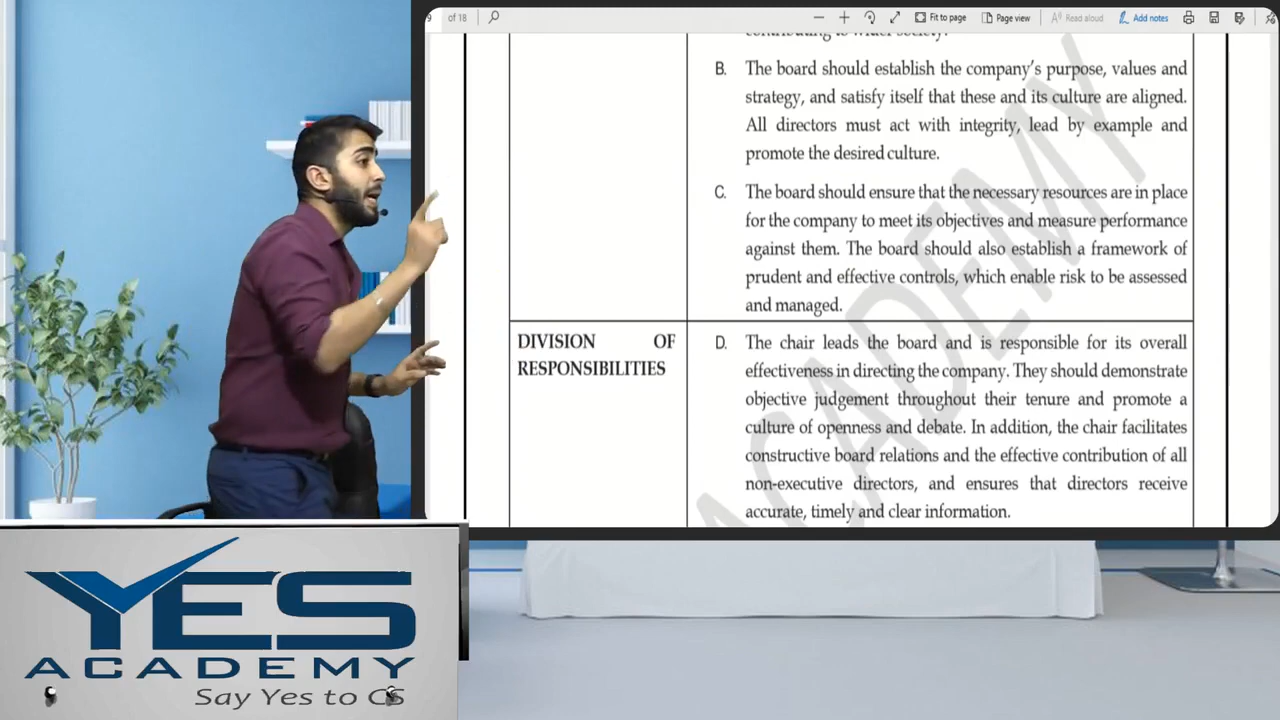 9 of 18 Fit to page Page view Read aloud Add notes
contributing to wider society.
B. The board should establish the company's purpose, values and
strategy, and satisfy itself that these and its culture are aligned.
All directors must act with integrity, lead by example and
promote the desired culture.
C. The board should ensure that the necessary resources are in place
for the company to meet its objectives and measure performance
against them. The board should also establish a framework of
prudent and effective controls, which enable risk to be assessed
and managed.
DIVISION OF
RESPONSIBILITIES
D. The chair leads the board and is responsible for its overall
effectiveness in directing the company. They should demonstrate
objective judgement throughout their tenure and promote a
culture of openness and debate. In addition, the chair facilitates
constructive board relations and the effective contribution of all
non-executive directors, and ensures that directors receive
accurate, timely and clear information.
ACADEMY
ACADEMY
YES
ACADEMY
Say Yes to CS